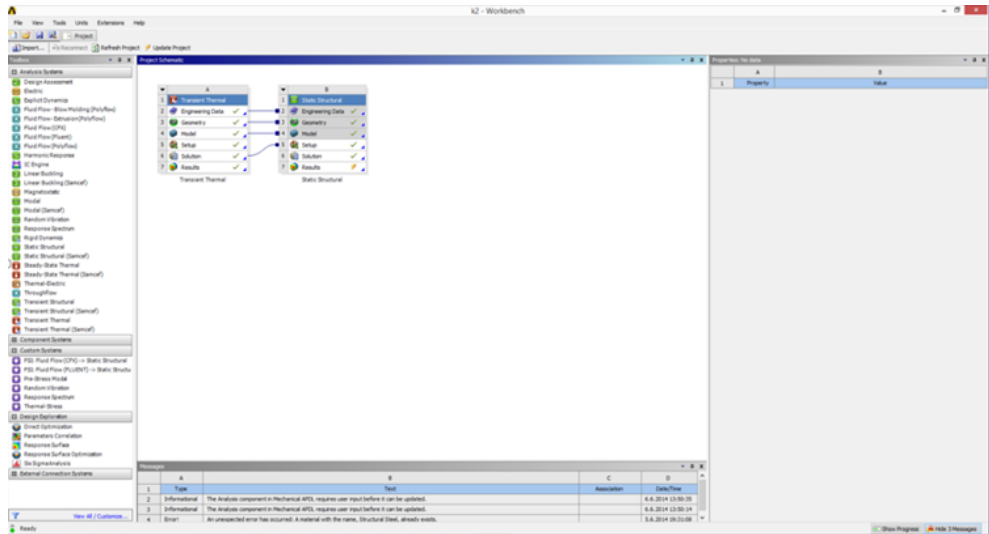 k2 - Workbench
File View Tools Units Extensions Help
Project
Import... Reconnect Refresh Project Update Project
Toolbox
Project Schematic
Properties: No data
Analysis Systems
Design Assessment
Electric
Explicit Dynamics
Fluid Flow - Blow Molding (Polyflow)
Fluid Flow - Extrusion (Polyflow)
Fluid Flow (CFX)
Fluid Flow (Fluent)
Fluid Flow (Polyflow)
Harmonic Response
IC Engine
Linear Buckling
Linear Buckling (Samcef)
Magnetostatic
Modal
Modal (Samcef)
Random Vibration
Response Spectrum
Rigid Dynamics
Static Structural
Static Structural (Samcef)
Steady-State Thermal
Steady-State Thermal (Samcef)
Thermal-Electric
Throughflow
Transient Structural
Transient Structural (Samcef)
Transient Thermal
Transient Thermal (Samcef)
Component Systems
Custom Systems
FSI: Fluid Flow (CFX) -> Static Structural
FSI: Fluid Flow (FLUENT) -> Static Structu
Pre-Stress Modal
Random Vibration
Response Spectrum
Thermal-Stress
Design Exploration
Direct Optimization
Parameters Correlation
Response Surface
Response Surface Optimization
Six Sigma Analysis
External Connection Systems
View All / Customize...
A
1 Transient Thermal
2 Engineering Data
3 Geometry
4 Model
5 Setup
6 Solution
7 Results
Transient Thermal
B
1 Static Structural
2 Engineering Data
3 Geometry
4 Model
5 Setup
6 Solution
7 Results
Static Structural
A B
1 Property Value
Messages
A B C D
1 Type Text Association Date/Time
2 Informational The Analysis component in Mechanical APDL requires user input before it can be updated. 6.6.2014 13:50:35
3 Informational The Analysis component in Mechanical APDL requires user input before it can be updated. 6.6.2014 13:50:14
4 Error! An unexpected error has occurred: A material with the name, Structural Steel, already exists. 5.6.2014 19:31:08
Ready
Show Progress Hide 3 Messages